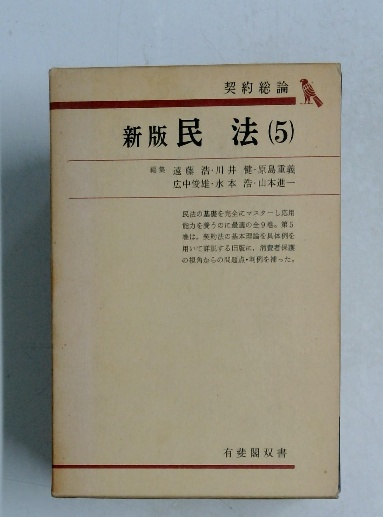 契約総論
新版 民 法(5)
編集 遠藤 浩・川井 健・原島重義
広中俊雄・水本 浩・山本進一
民法の基礎を完全にマスターし応用
能力を養うのに最適の全9巻。第5
巻は、契約法の基本理論を具体例を
用いて詳説する旧版に、消費者保護
の視角からの問題点・判例を補った。
有斐閣双書